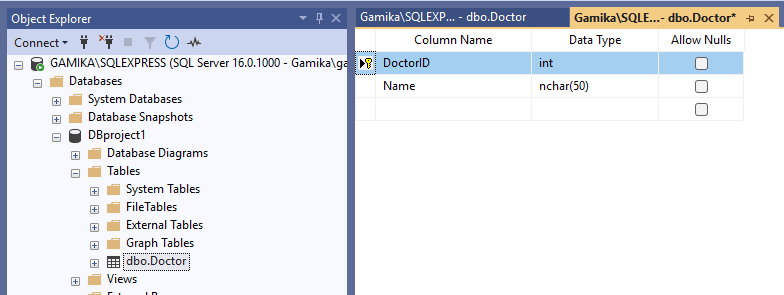 Object Explorer
Connect
GAMIKA\SQLEXPRESS (SQL Server 16.0.1000 - Gamika\ga
Databases
System Databases
Database Snapshots
DBproject1
Database Diagrams
Tables
System Tables
FileTables
External Tables
Graph Tables
dbo.Doctor
Views
Gamika\SQLEXP... - dbo.Doctor
Gamika\SQLE...- dbo.Doctor*
Column Name Data Type Allow Nulls
DoctorID int
Name nchar(50)